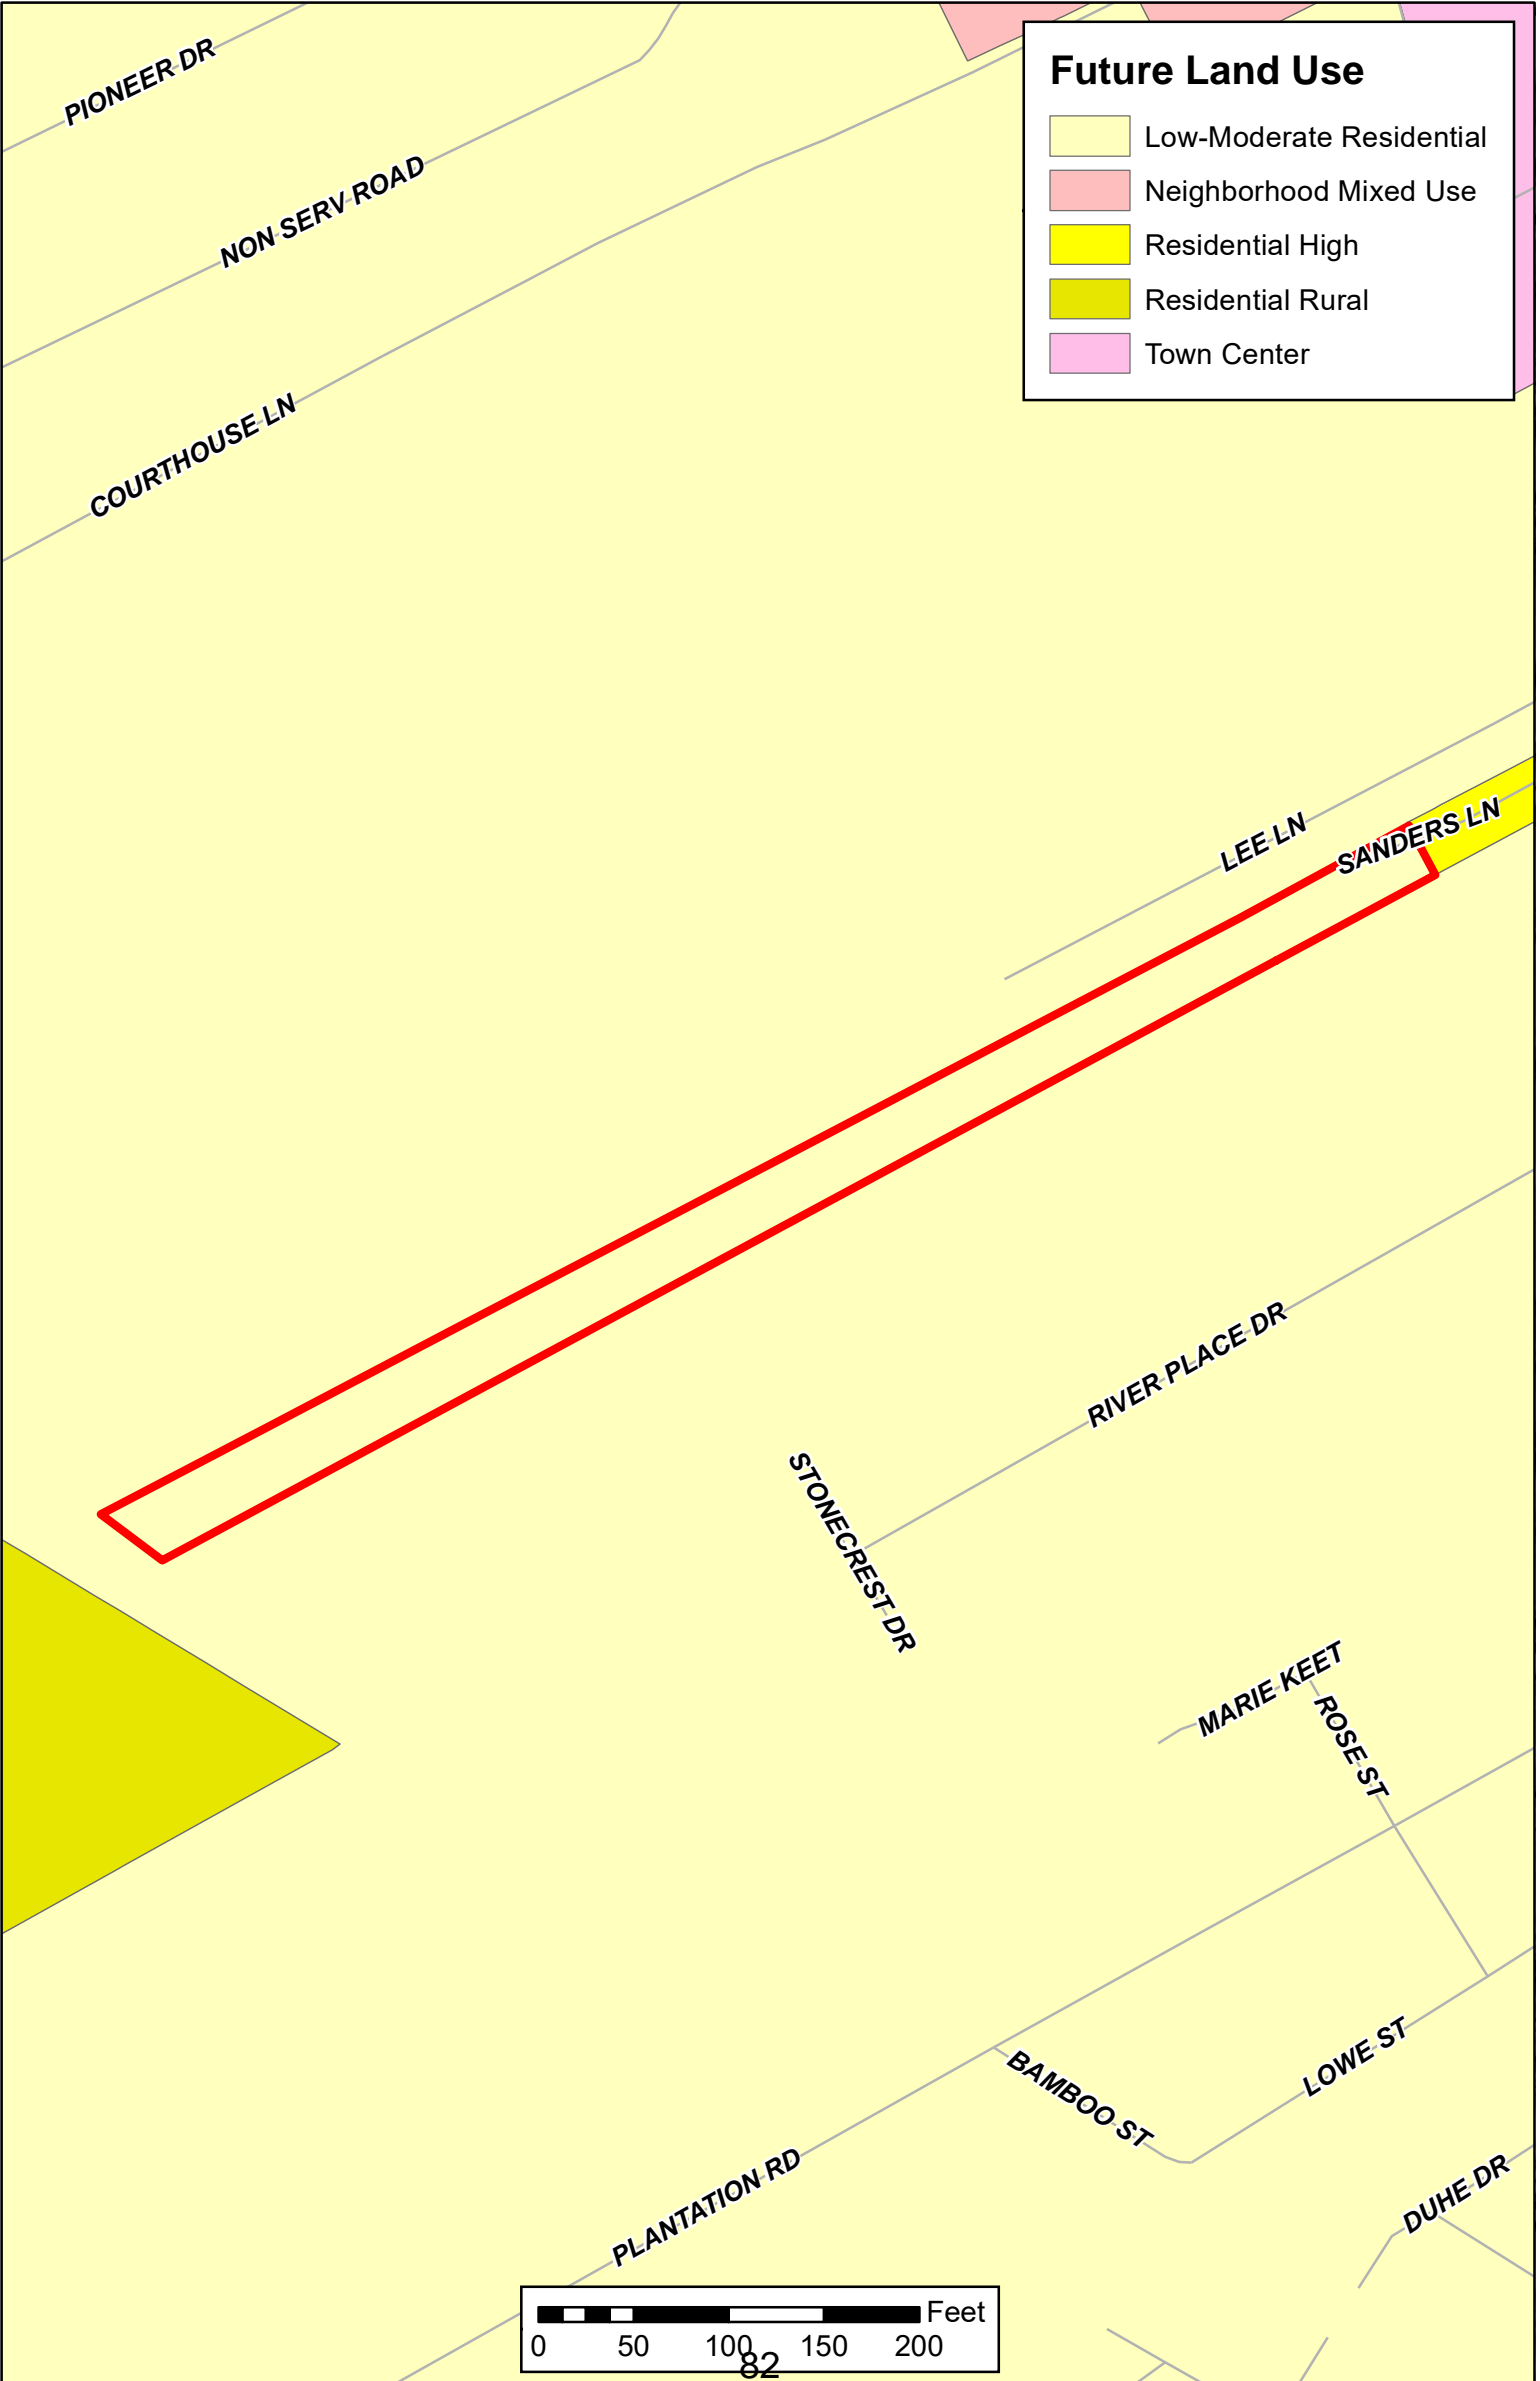 PIONEER DR
NON SERV ROAD
COURTHOUSE LN
Future Land Use
Low-Moderate Residential
Neighborhood Mixed Use
Residential High
Residential Rural
Town Center
LEE LN
SANDERS LN
RIVER PLACE DR
STONECREST DR
MARIE KEET
ROSE ST
BAMBOO ST
LOWE ST
PLANTATION RD
DUHE DR
Feet
0 50 100 150 200
82